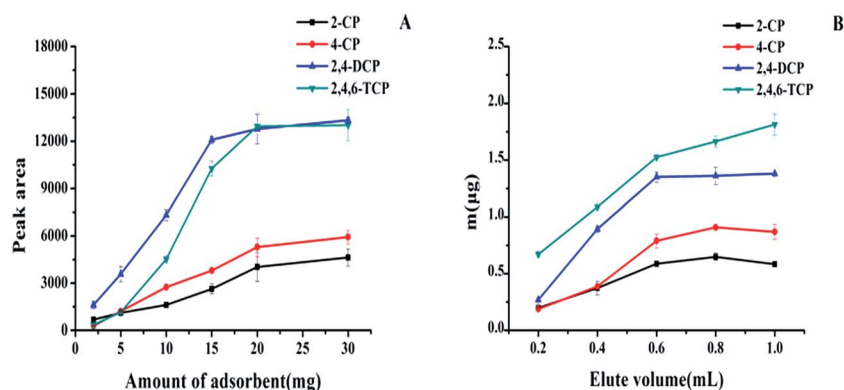 A
2-CP
4-CP
2,4-DCP
2,4,6-TCP
18000
15000
12000
9000
6000
3000
0
Peak area
0 5 10 15 20 25 30
Amount of adsorbent(mg)
B
2-CP
4-CP
2,4-DCP
2,4,6-TCP
2.5
2.0
1.5
1.0
0.5
0.0
m(μg)
0.2 0.4 0.6 0.8 1.0
Elute volume(mL)